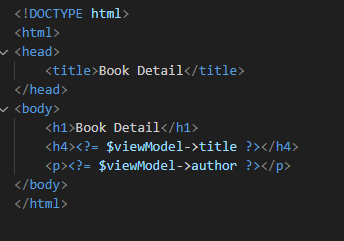 <!DOCTYPE html>
<html>
<head>
    <title>Book Detail</title>
</head>
<body>
    <h1>Book Detail</h1>
    <h4><?= $viewModel->title ?></h4>
    <p><?= $viewModel->author ?></p>
</body>
</html>